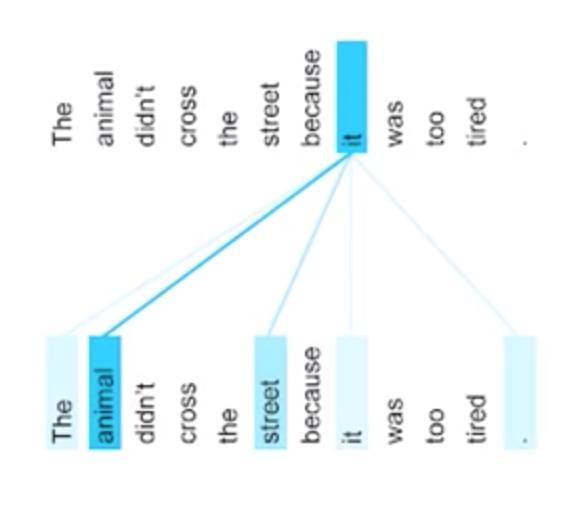 The animal didn't cross the street because it was too tired .
The animal didn't cross the street because it was too tired .